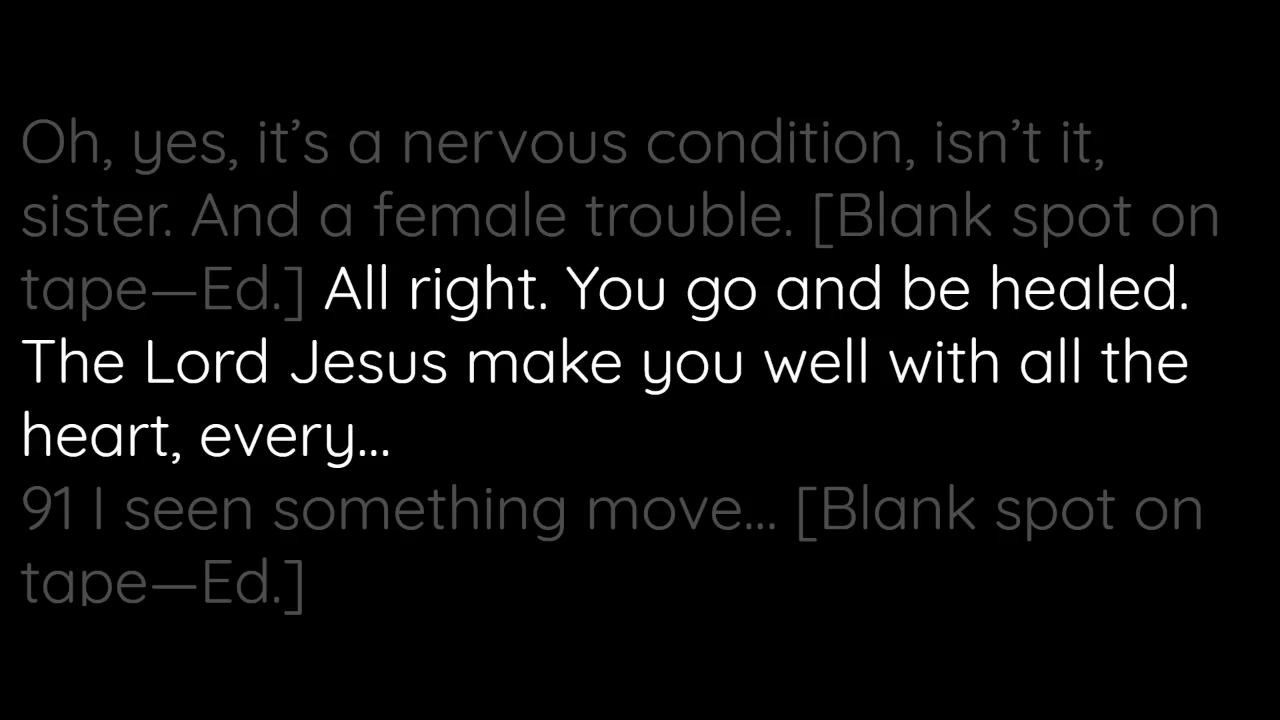 Oh, yes, it’s a nervous condition, isn’t it,
sister. And a female trouble. [Blank spot on
tape—Ed.] All right. You go and be healed.
The Lord Jesus make you well with all the
heart, every...
91 I seen something move... [Blank spot on
tape—Ed.]